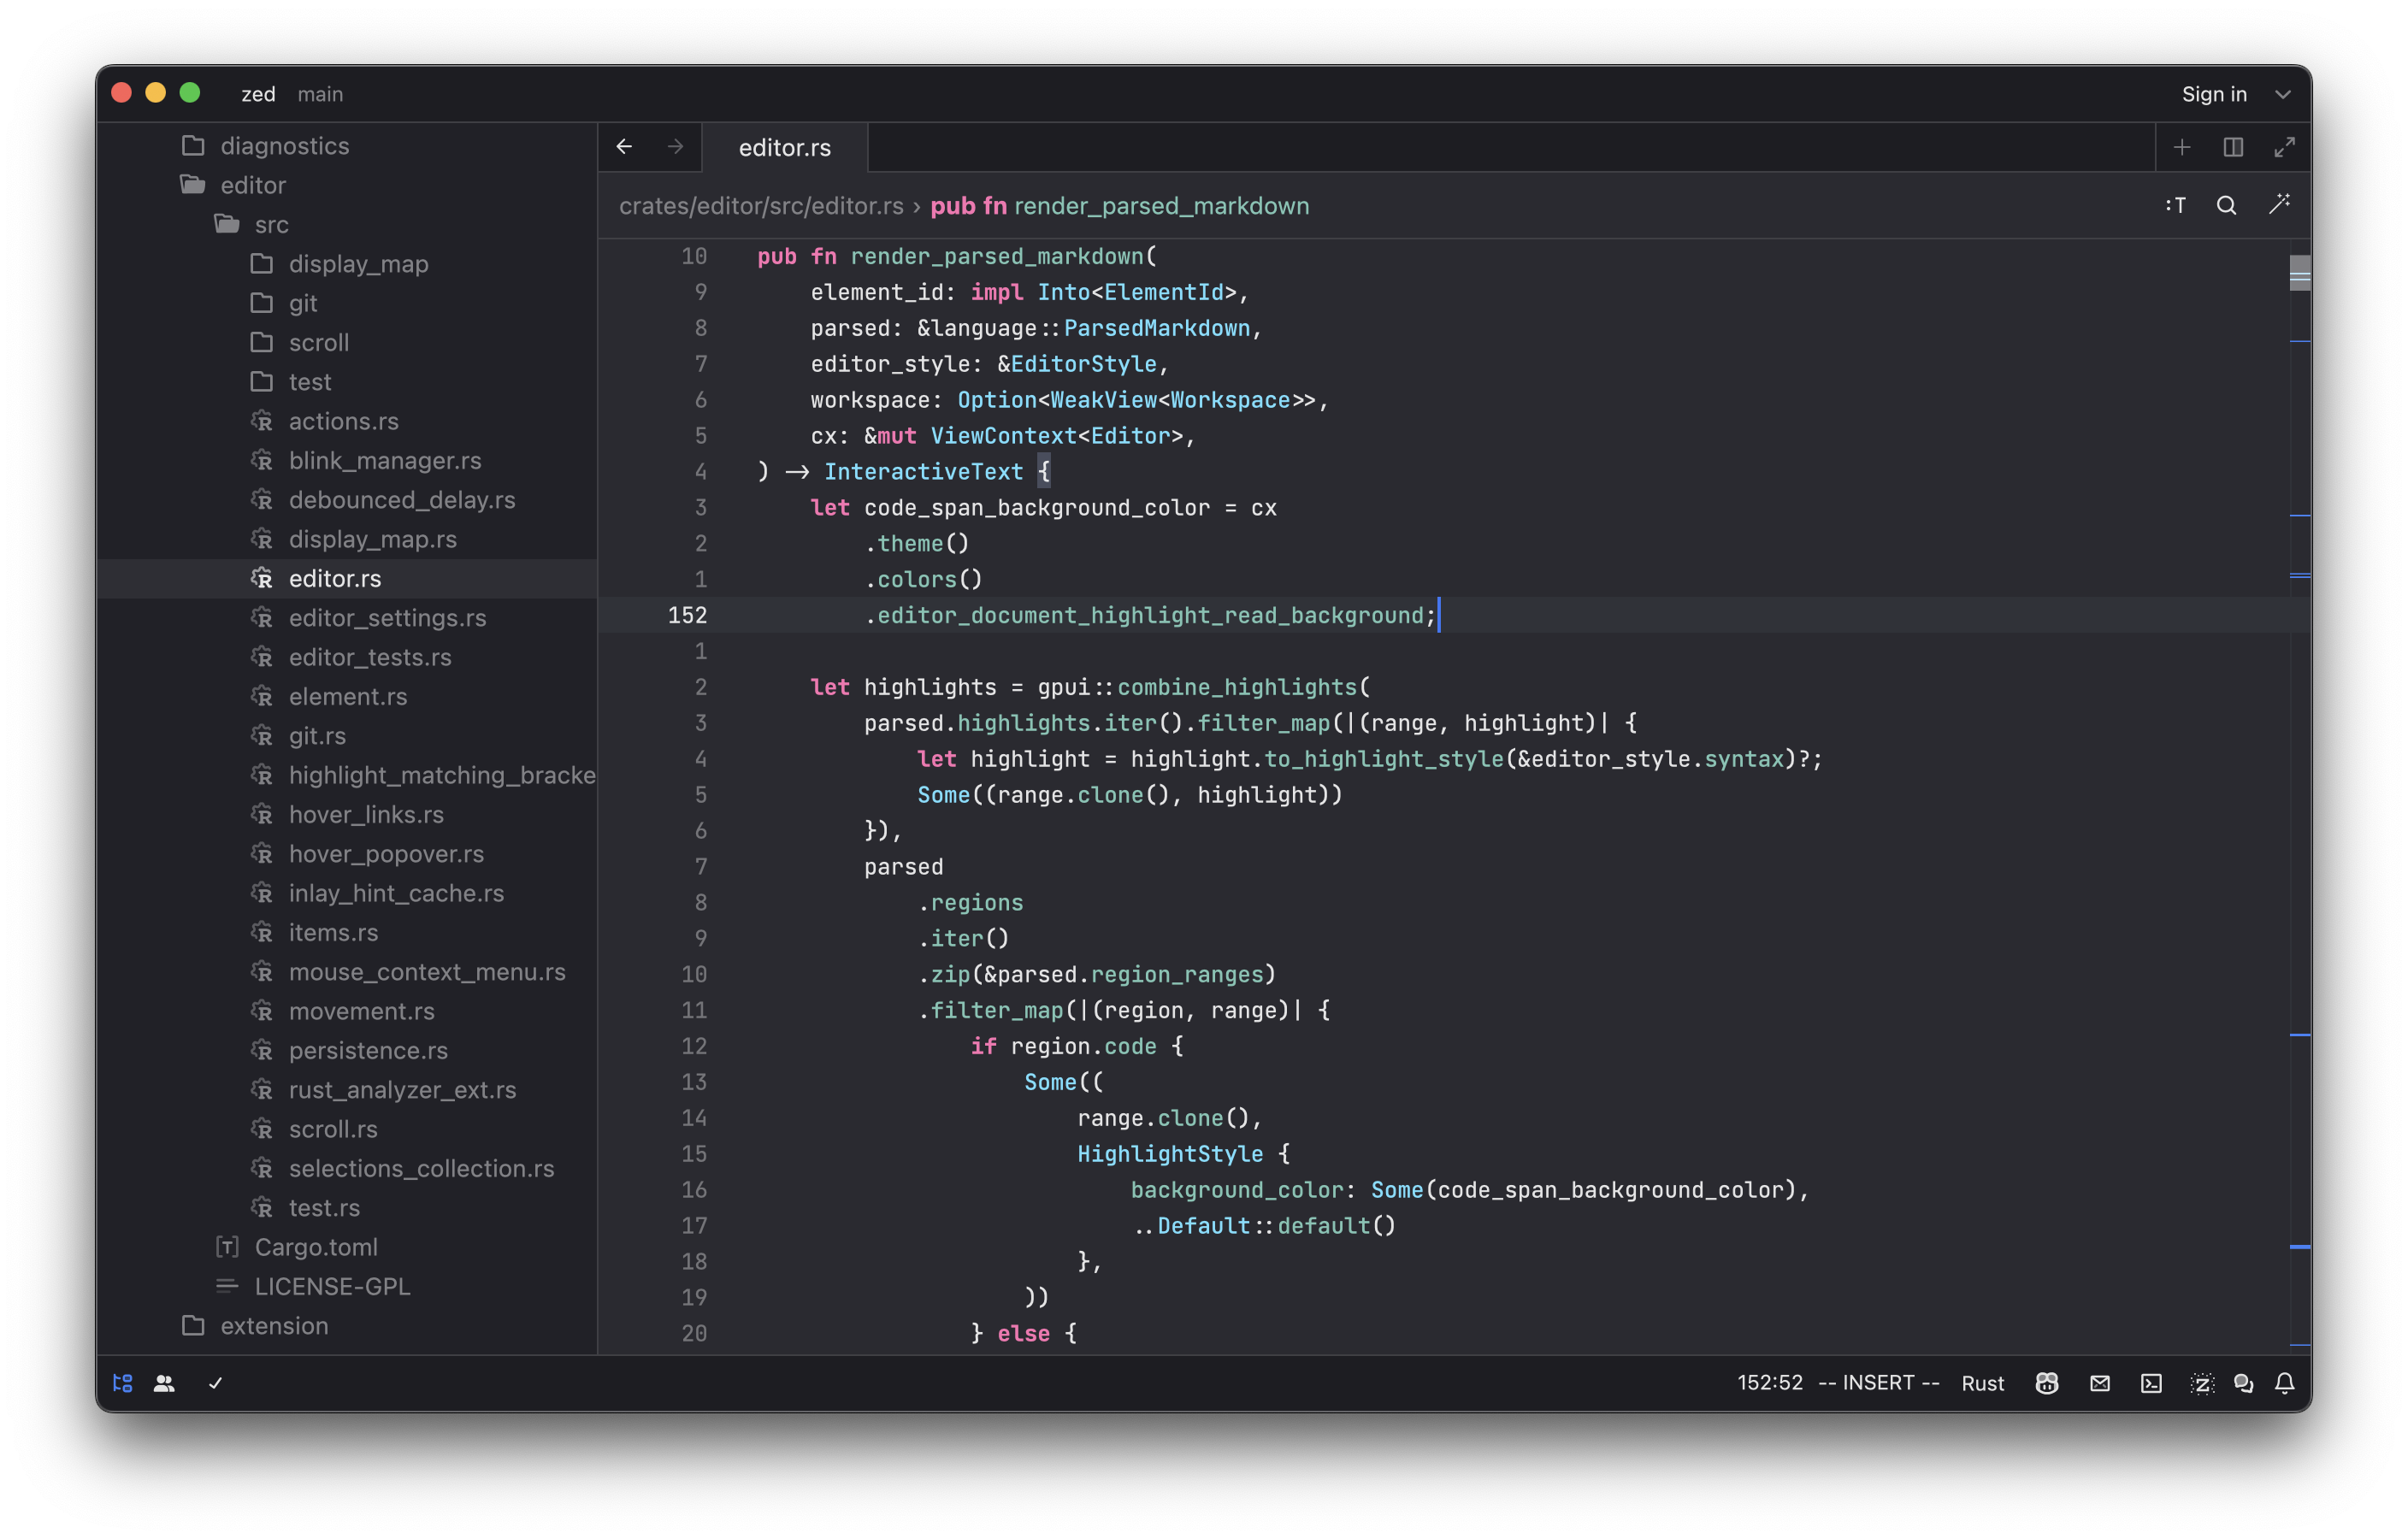 zed main
Sign in
diagnostics
editor
src
display_map
git
scroll
test
actions.rs
blink_manager.rs
debounced_delay.rs
display_map.rs
editor.rs
editor_settings.rs
editor_tests.rs
element.rs
git.rs
highlight_matching_bracke
hover_links.rs
hover_popover.rs
inlay_hint_cache.rs
items.rs
mouse_context_menu.rs
movement.rs
persistence.rs
rust_analyzer_ext.rs
scroll.rs
selections_collection.rs
test.rs
[T] Cargo.toml
LICENSE-GPL
extension
editor.rs
crates/editor/src/editor.rs › pub fn render_parsed_markdown
:T
10 pub fn render_parsed_markdown(
9     element_id: impl Into<ElementId>,
8     parsed: &language::ParsedMarkdown,
7     editor_style: &EditorStyle,
6     workspace: Option<WeakView<Workspace>>,
5     cx: &mut ViewContext<Editor>,
4 ) -> InteractiveText {
3     let code_span_background_color = cx
2         .theme()
1         .colors()
152         .editor_document_highlight_read_background;
1
2     let highlights = gpui::combine_highlights(
3         parsed.highlights.iter().filter_map(|(range, highlight)| {
4             let highlight = highlight.to_highlight_style(&editor_style.syntax)?;
5             Some((range.clone(), highlight))
6         }),
7         parsed
8             .regions
9             .iter()
10             .zip(&parsed.region_ranges)
11             .filter_map(|(region, range)| {
12                 if region.code {
13                     Some((
14                         range.clone(),
15                         HighlightStyle {
16                             background_color: Some(code_span_background_color),
17                             ..Default::default()
18                         },
19                     ))
20                 } else {
152:52 -- INSERT -- Rust